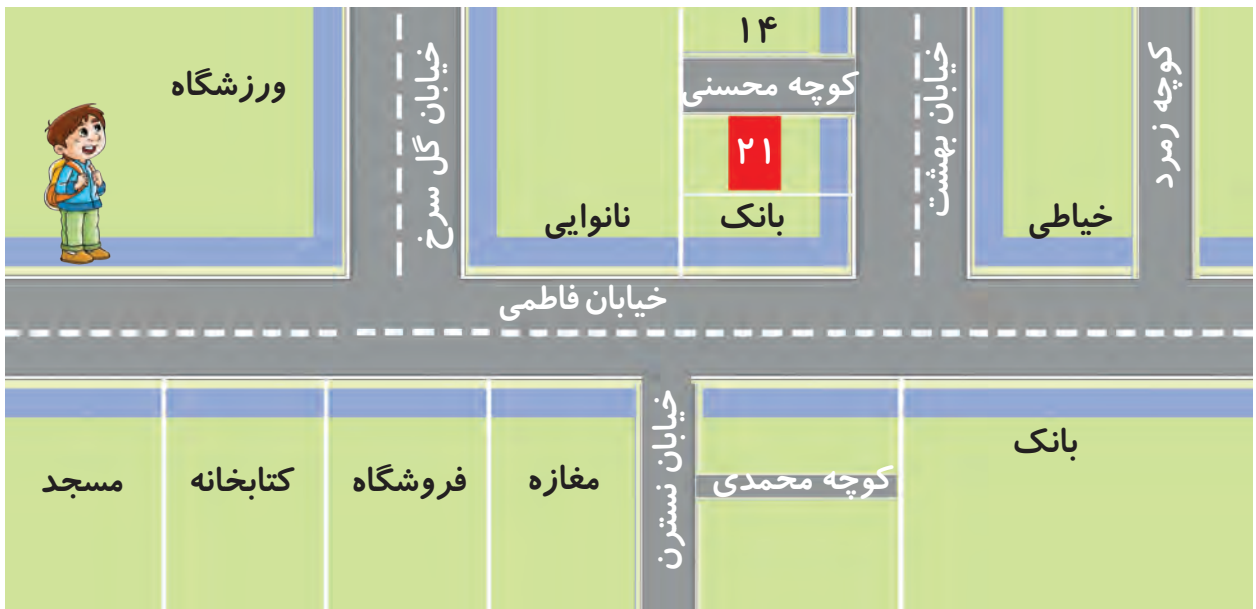 ۱۴
کوچه زمرد
خیابان بهشت
کوچه محسنی
خیابان گل سرخ
ورزشگاه
۲۱
خیاطی
بانک
نانوایی
خیابان فاطمی
بانک
کوچه محمدی
خیابان نسترن
مغازه
فروشگاه
کتابخانه
مسجد